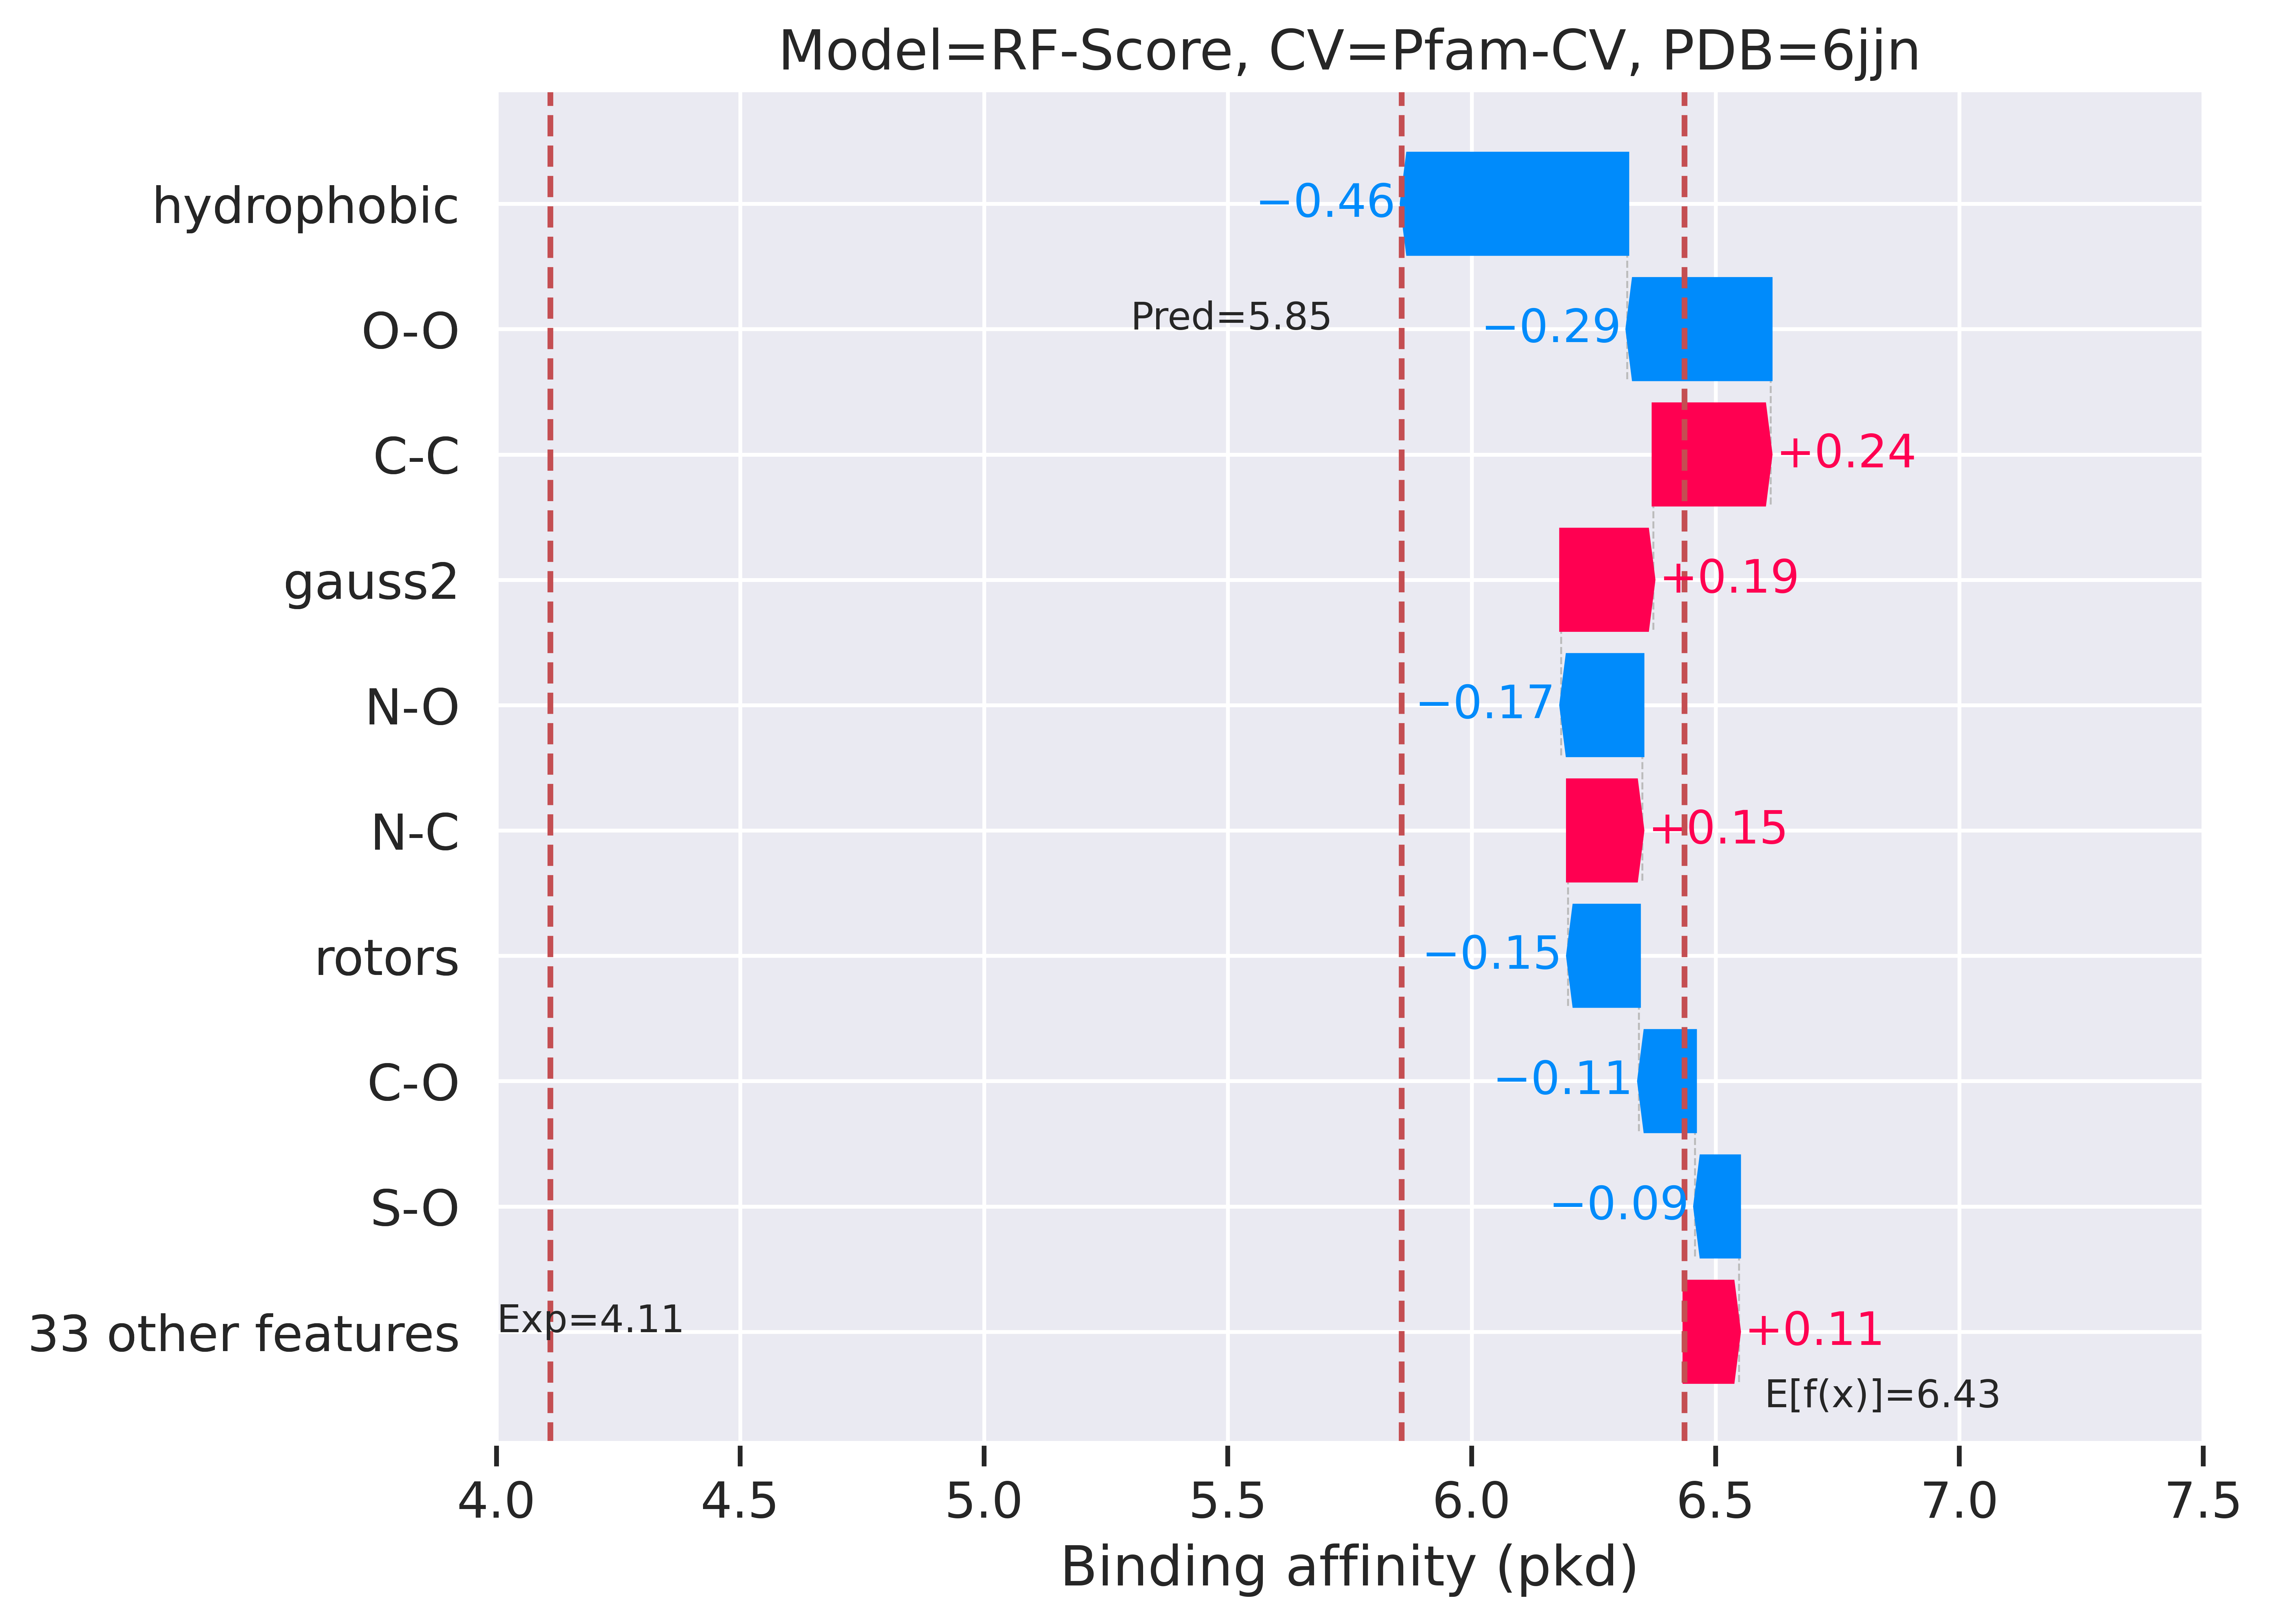 Model=RF-Score, CV=Pfam-CV, PDB=6jjn
hydrophobic
−0.46
O-O
Pred=5.85
−0.29
C-C
+0.24
gauss2
+0.19
N-O
−0.17
N-C
+0.15
rotors
−0.15
C-O
−0.11
S-O
−0.09
33 other features
Exp=4.11
+0.11
E[f(x)]=6.43
4.0 4.5 5.0 5.5 6.0 6.5 7.0 7.5
Binding affinity (pkd)